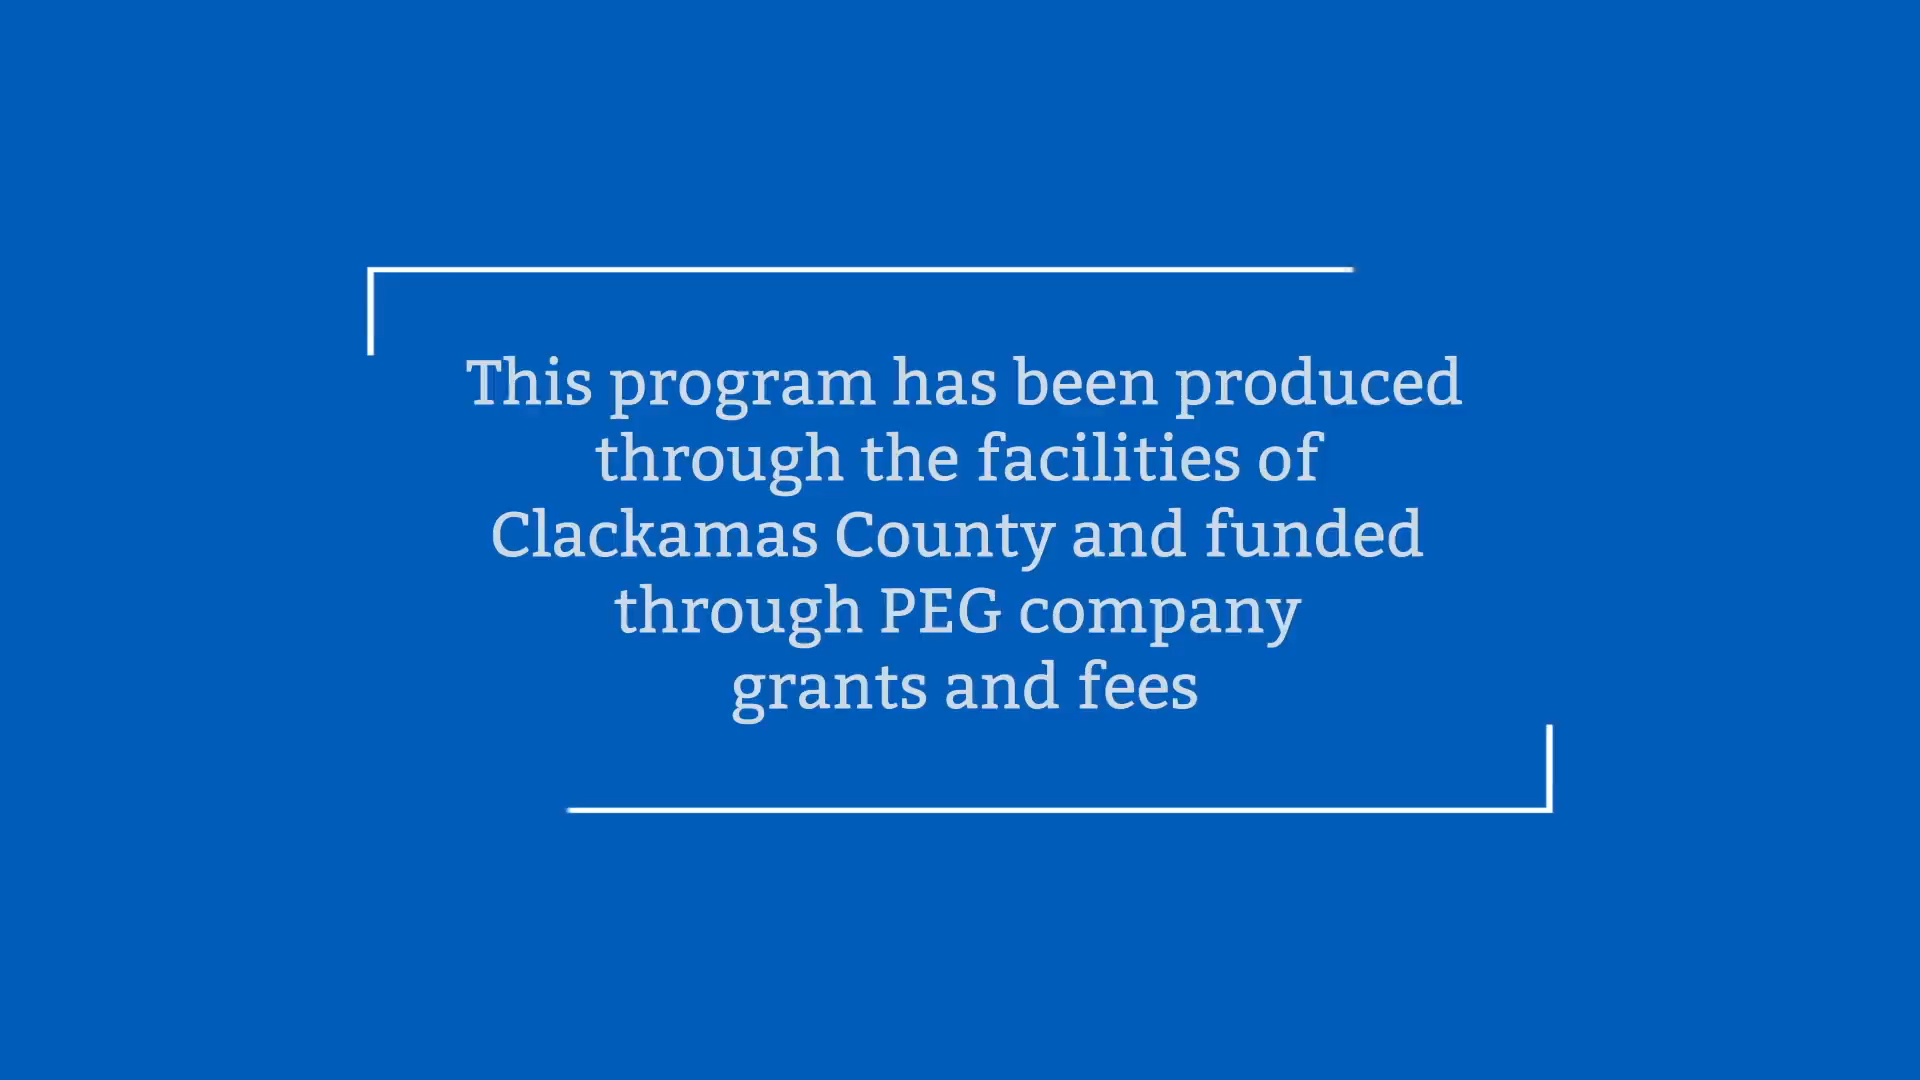 This program has been produced
through the facilities of
Clackamas County and funded
through PEG company
grants and fees